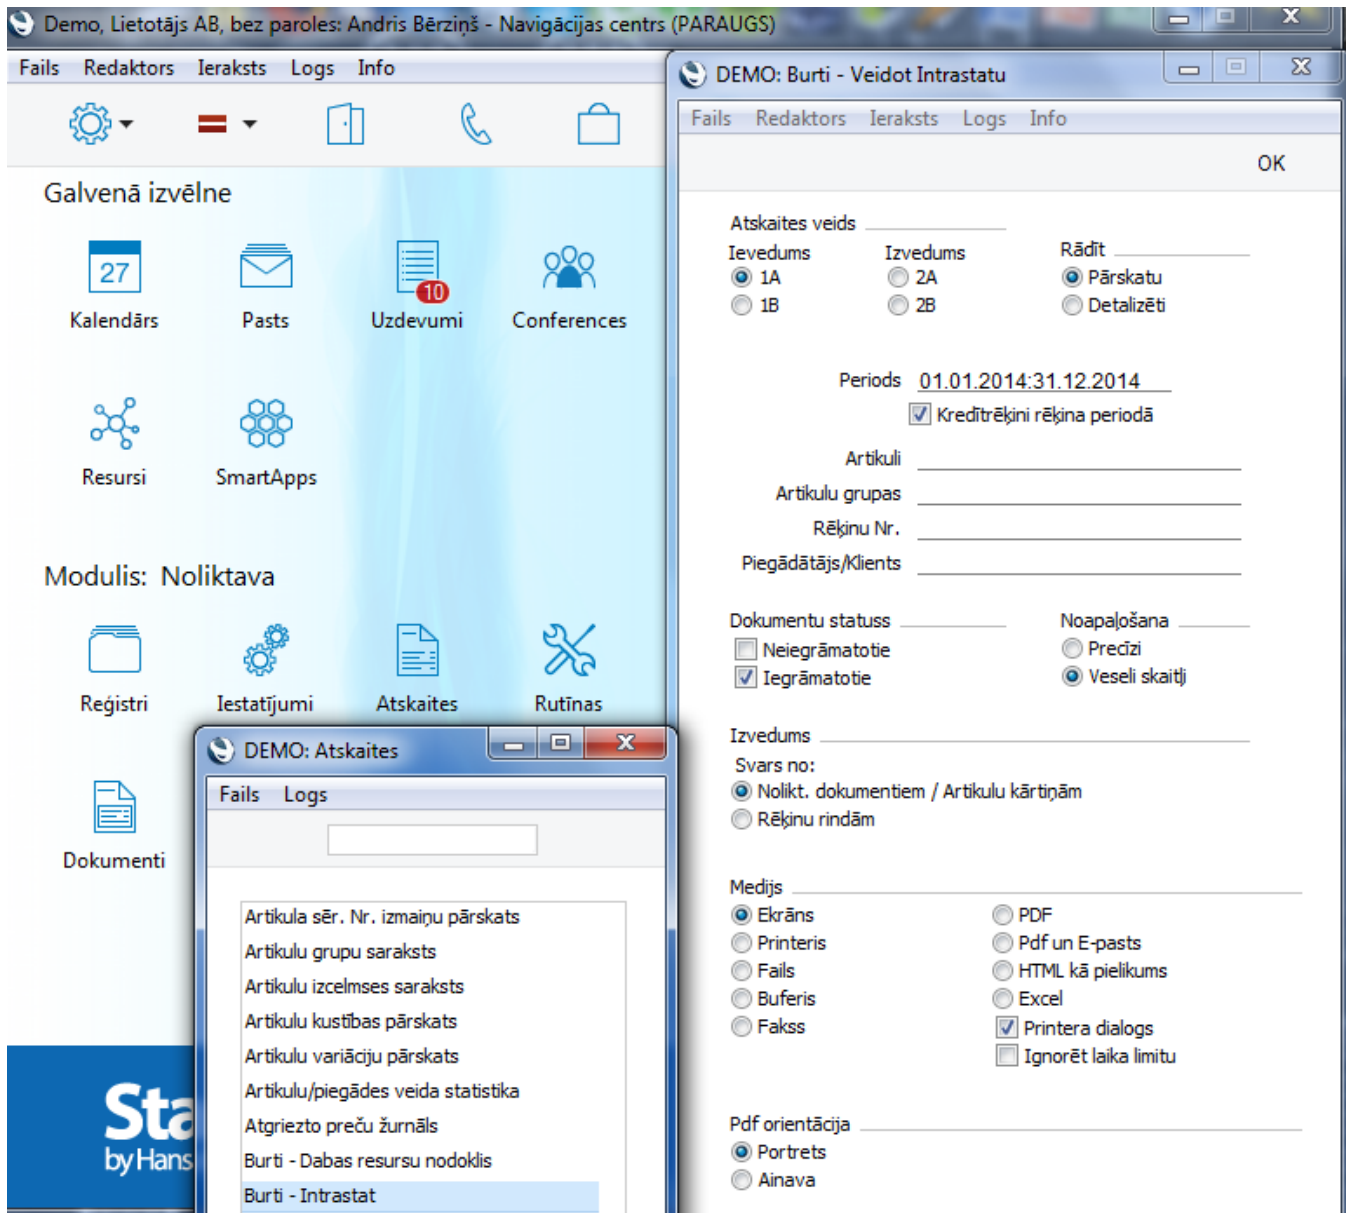 Demo, Lietotājs AB, bez paroles: Andris Bērziņš - Navigācijas centrs (PARAUGS)
Fails Redaktors Ieraksts Logs Info
Galvenā izvēlne
27
10
Kalendārs Pasts Uzdevumi Conferences
Resursi SmartApps
Modulis: Noliktava
Reģistri Iestatījumi Atskaites Rutīnas
Dokumenti
by Hans
DEMO: Atskaites
Fails Logs
Artikula sēr. Nr. izmaiņu pārskats
Artikulu grupu saraksts
Artikulu izcelmses saraksts
Artikulu kustības pārskats
Artikulu variāciju pārskats
Artikulu/piegādes veida statistika
Atgriezto preču žurnāls
Burti - Dabas resursu nodoklis
Burti - Intrastat
DEMO: Burti - Veidot Intrastatu
Fails Redaktors Ieraksts Logs Info
OK
Atskaites veids
Ievedums Izvedums Rādīt
1A 2A Pārskatu
1B 2B Detalizēti
Periods 01.01.2014:31.12.2014
Kredītrēķini rēķina periodā
Artikuli
Artikulu grupas
Rēķinu Nr.
Piegādātājs/Klients
Dokumentu statuss Noapaļošana
Neiegrāmatotie Precīzi
Iegrāmatotie Veseli skaitļi
Izvedums
Svars no:
Nolikt. dokumentiem / Artikulu kārtiņām
Rēķinu rindām
Medijs
Ekrāns PDF
Printeris Pdf un E-pasts
Fails HTML kā pielikums
Buferis Excel
Fakss Printera dialogs
Ignorēt laika limitu
Pdf orientācija
Portrets
Ainava